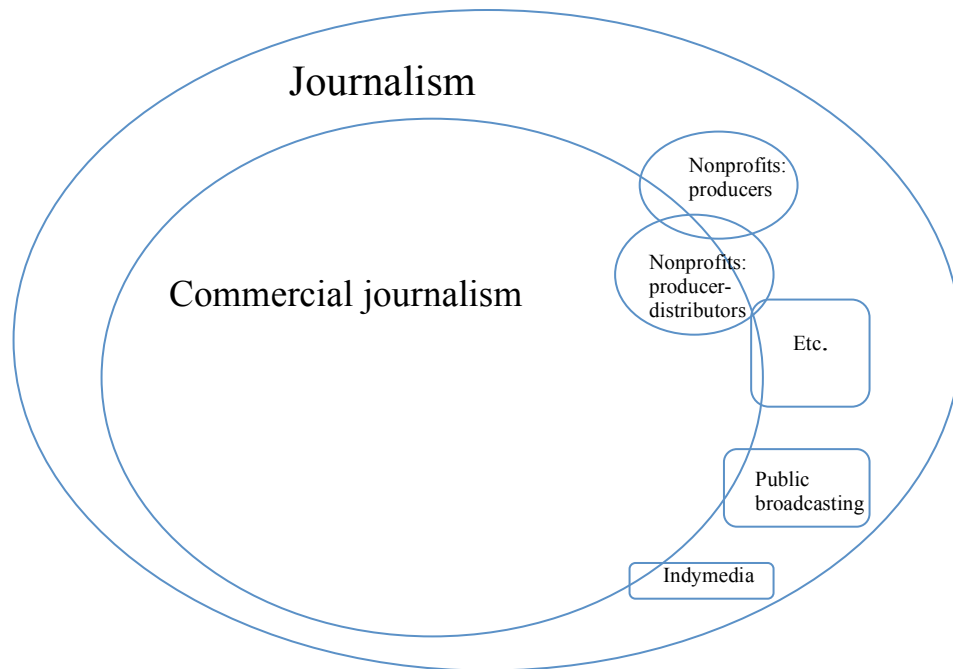 Journalism
Nonprofits:
producers
Commercial journalism
Nonprofits:
producer-
distributors
Etc.
Public
broadcasting
Indymedia